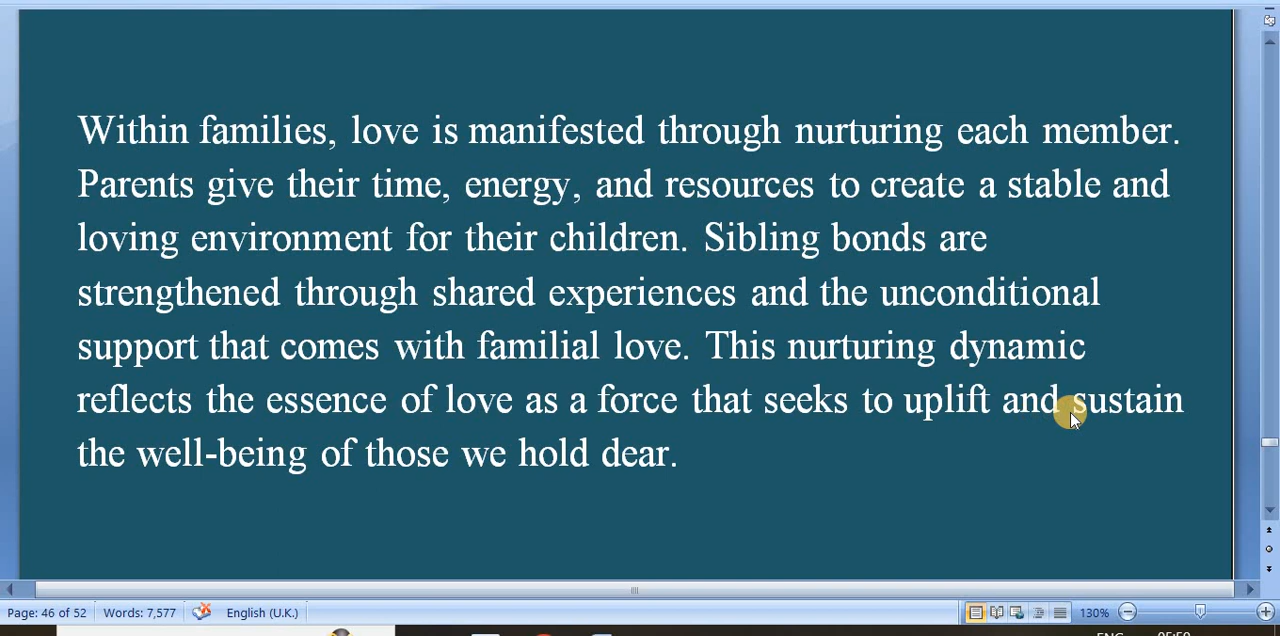 Within families, love is manifested through nurturing each member.
Parents give their time, energy, and resources to create a stable and
loving environment for their children. Sibling bonds are
strengthened through shared experiences and the unconditional
support that comes with familial love. This nurturing dynamic
reflects the essence of love as a force that seeks to uplift and sustain
the well-being of those we hold dear.
Page: 46 of 52 Words: 7,577 English (U.K.) 130%